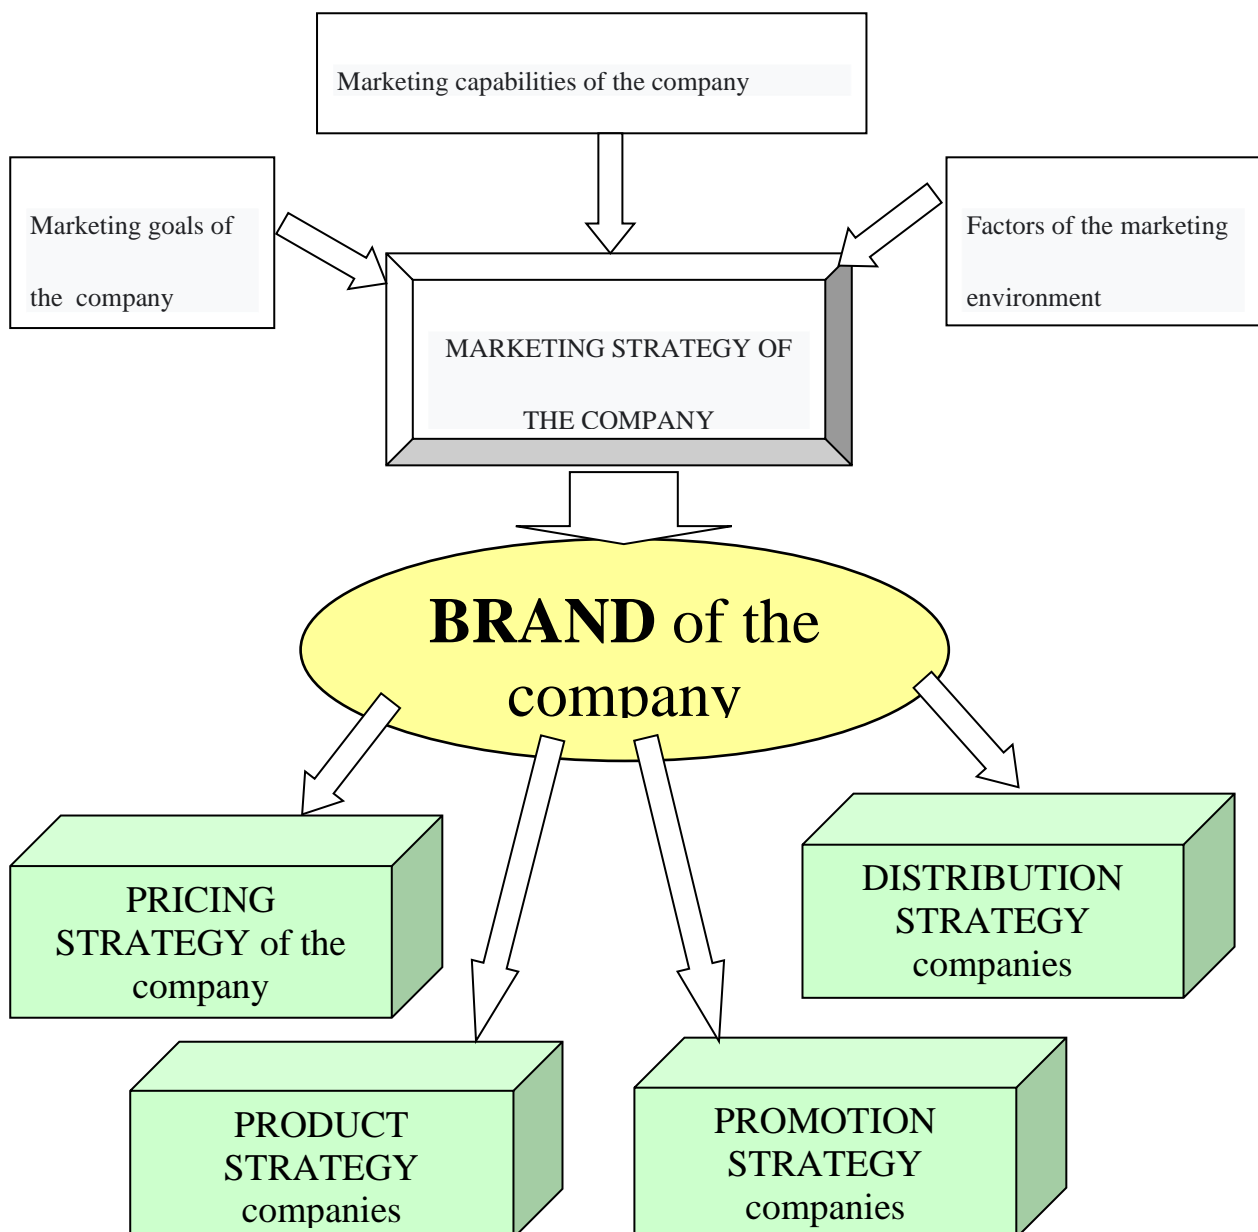 Marketing capabilities of the company
Marketing goals of
the company
Factors of the marketing
environment
MARKETING STRATEGY OF
THE COMPANY
BRAND of the
company
PRICING
STRATEGY of the
company
DISTRIBUTION
STRATEGY
companies
PRODUCT
STRATEGY
companies
PROMOTION
STRATEGY
companies